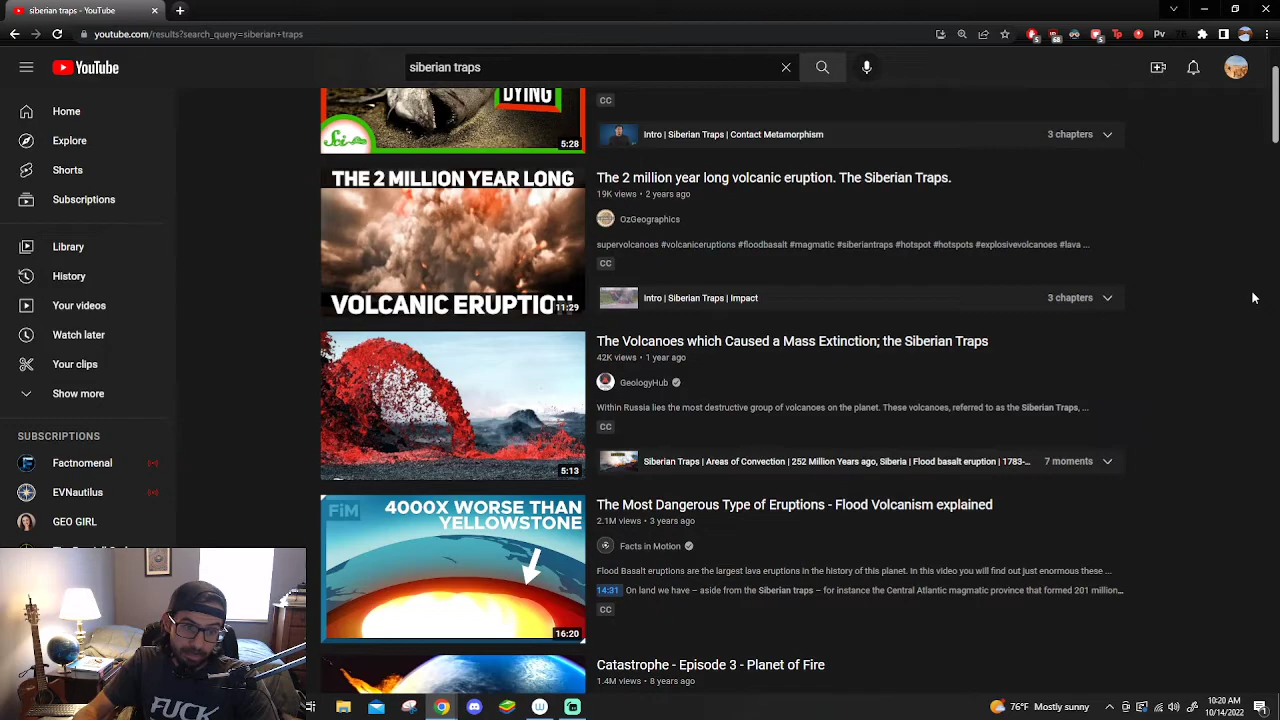 siberian traps
youtube.com/results?search_query=siberian+traps
YouTube
siberian traps
Home
Explore
Shorts
Subscriptions
Library
History
Your videos
Watch later
Your clips
Show more
SUBSCRIPTIONS
Factnomenal
EVNautilus
GEO GIRL
DYING
Sci
5:28
CC
Intro | Siberian Traps | Contact Metamorphism
3 chapters
THE 2 MILLION YEAR LONG
VOLCANIC ERUPTION
11:29
The 2 million year long volcanic eruption. The Siberian Traps.
19K views • 2 years ago
OzGeographics
supervolcanoes #volcaniceruptions #floodbasalt #magmatic #siberiantraps #hotspot #hotspots #explosivevolcanoes #lava ...
CC
Intro | Siberian Traps | Impact
3 chapters
5:13
The Volcanoes which Caused a Mass Extinction; the Siberian Traps
42K views • 1 year ago
GeologyHub
Within Russia lies the most destructive group of volcanoes on the planet. These volcanoes, referred to as the Siberian Traps, ...
CC
Siberian Traps | Areas of Convection | 252 Million Years ago, Siberia | Flood basalt eruption | 1783-...
7 moments
FiM
4000X WORSE THAN
YELLOWSTONE
16:20
The Most Dangerous Type of Eruptions - Flood Volcanism explained
2.1M views • 3 years ago
Facts in Motion
Flood Basalt eruptions are the largest lava eruptions in the history of this planet. In this video you will find out just enormous these ...
14:31 On land we have – aside from the Siberian traps – for instance the Central Atlantic magmatic province that formed 201 million...
CC
Catastrophe - Episode 3 - Planet of Fire
1.4M views • 8 years ago
FUCK
76°F Mostly sunny
10:20 AM
10/14/2022